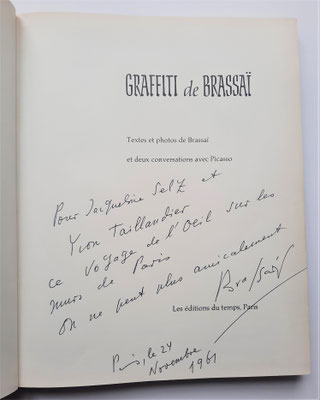 GRAFFITI de BRASSAÏ
Textes et photos de Brassaï
et deux conversations avec Picasso
Pour Jacqueline Selz et
Yvon Taillandier
ce Voyage de l'Oeil sur les
murs de Paris
on ne peut plus amicalement
Brassaï
Les éditions du temps, Paris
Paris, le 24
Novembre
1961